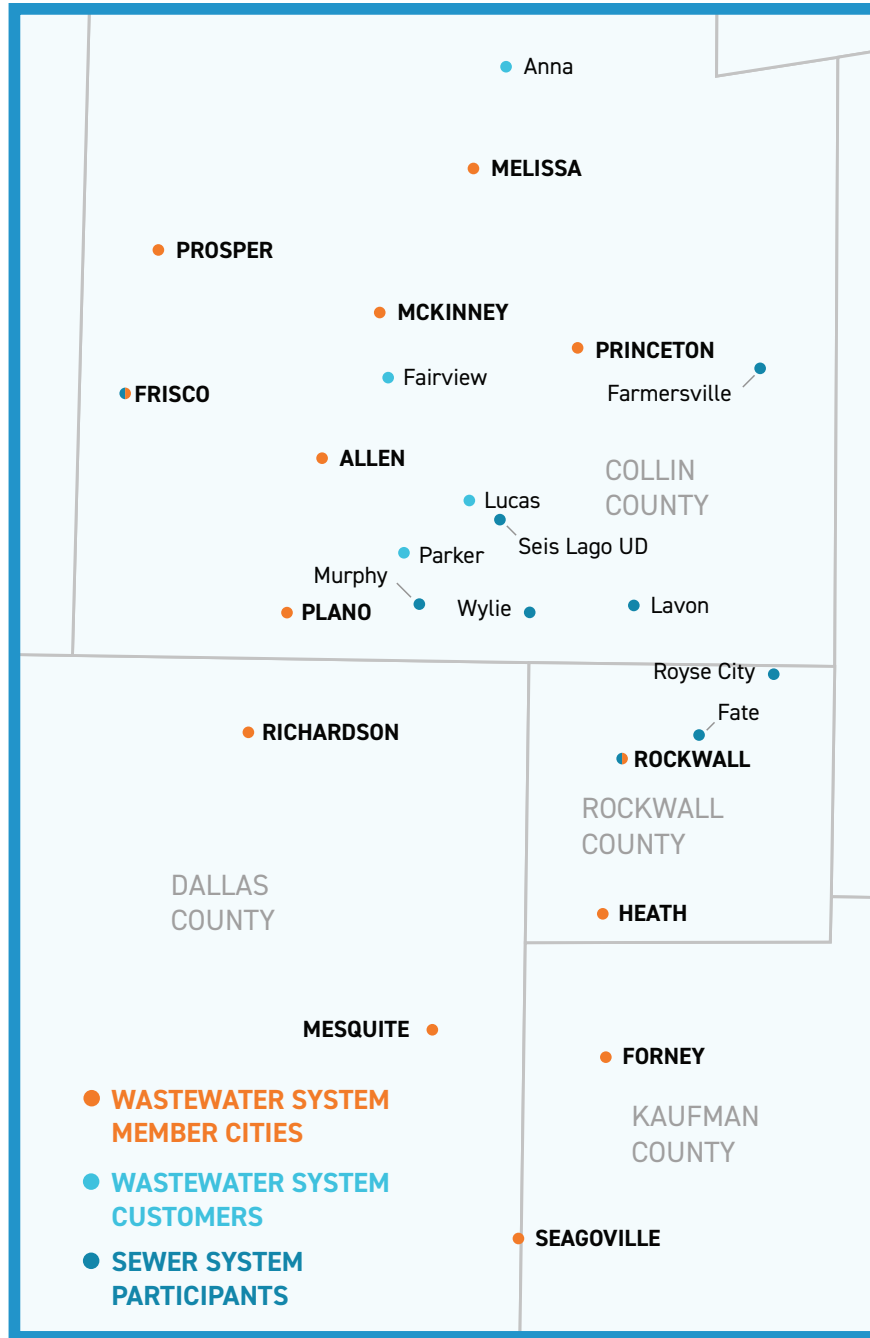 Anna
MELISSA
PROSPER
MCKINNEY
PRINCETON
Fairview
Farmersville
FRISCO
ALLEN
COLLIN
COUNTY
Lucas
Seis Lago UD
Parker
Murphy
Wylie
Lavon
PLANO
Royse City
Fate
RICHARDSON
ROCKWALL
ROCKWALL
COUNTY
DALLAS
COUNTY
HEATH
MESQUITE
FORNEY
WASTEWATER SYSTEM
MEMBER CITIES
KAUFMAN
COUNTY
WASTEWATER SYSTEM
CUSTOMERS
SEAGOVILLE
SEWER SYSTEM
PARTICIPANTS